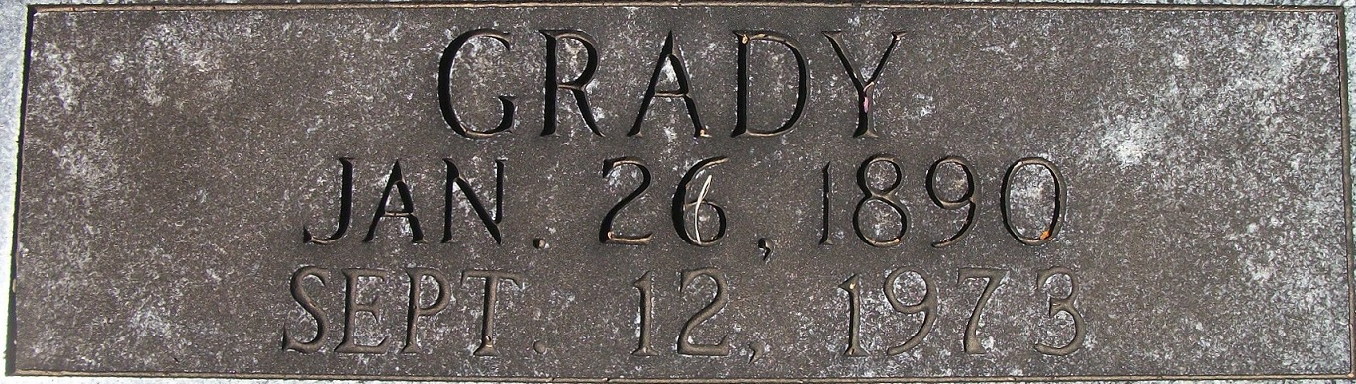 GRADY
JAN. 26, 1890
SEPT. 12, 1973